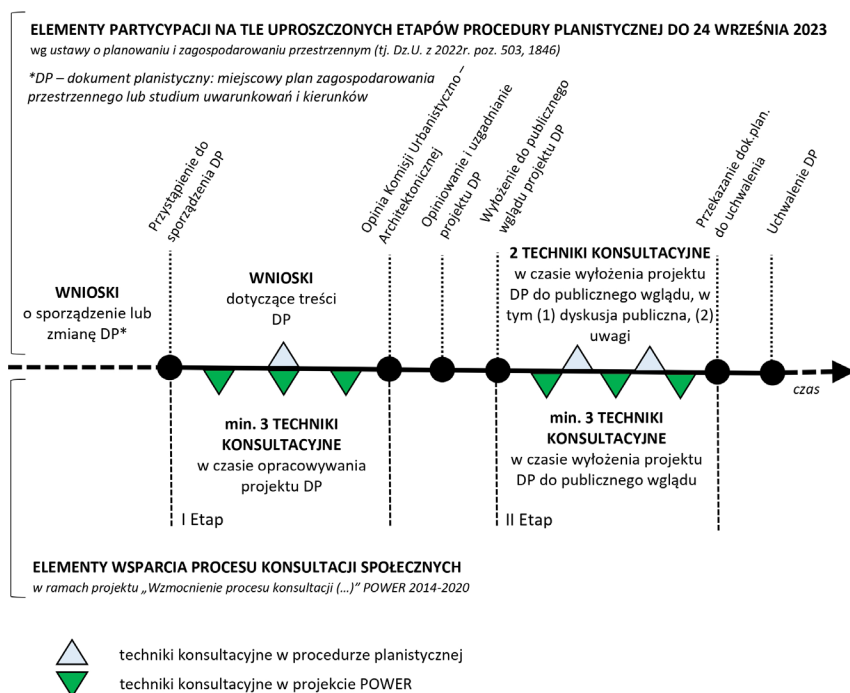 ELEMENTY PARTYCYPACJI NA TLE UPROSZCZONYCH ETAPÓW PROCEDURY PLANISTYCZNEJ DO 24 WRZEŚNIA 2023
wg ustawy o planowaniu i zagospodarowaniu przestrzennym (tj. Dz.U. z 2022r. poz. 503, 1846)
*DP – dokument planistyczny: miejscowy plan zagospodarowania
przestrzennego lub studium uwarunkowań i kierunków
Przystąpienie do
sporządzenia DP
Opinia Komisji Urbanistyczno –
Architektonicznej
Opiniowanie i uzgadnianie
projektu DP
Wyłożenie do publicznego
wglądu projektu DP
Przekazanie dok.plan.
do uchwalenia
Uchwalenie DP
WNIOSKI
o sporządzenie lub
zmianę DP*
WNIOSKI
dotyczące treści
DP
2 TECHNIKI KONSULTACYJNE
w czasie wyłożenia projektu
DP do publicznego wglądu, w
tym (1) dyskusja publiczna, (2)
uwagi
czas
min. 3 TECHNIKI
KONSULTACYJNE
w czasie opracowywania
projektu DP
min. 3 TECHNIKI
KONSULTACYJNE
w czasie wyłożenia projektu
DP do publicznego wglądu
I Etap
II Etap
ELEMENTY WSPARCIA PROCESU KONSULTACJI SPOŁECZNYCH
w ramach projektu „Wzmocnienie procesu konsultacji (...)” POWER 2014-2020
techniki konsultacyjne w procedurze planistycznej
techniki konsultacyjne w projekcie POWER